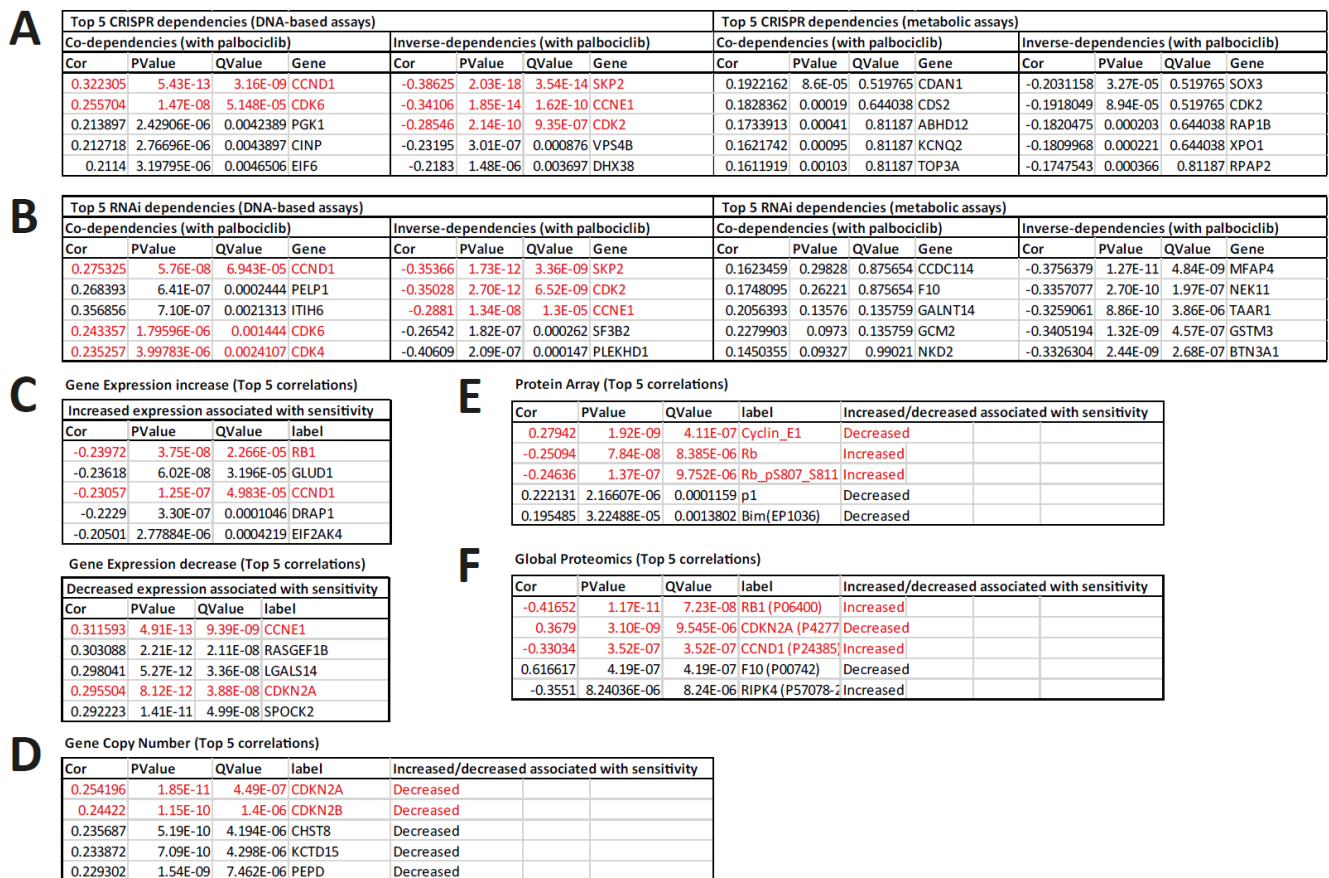 A
Top 5 CRISPR dependencies (DNA-based assays) Top 5 CRISPR dependencies (metabolic assays)
Co-dependencies (with palbociclib) Inverse-dependencies (with palbociclib) Co-dependencies (with palbociclib) Inverse-dependencies (with palbociclib)
Cor PValue QValue Gene Cor PValue QValue Gene Cor PValue QValue Gene Cor PValue QValue Gene
0.322305 5.43E-13 3.16E-09 CCND1 -0.38625 2.03E-18 3.54E-14 SKP2 0.1922162 8.6E-05 0.519765 CDAN1 -0.2031158 3.27E-05 0.519765 SOX3
0.255704 1.47E-08 5.148E-05 CDK6 -0.34106 1.85E-14 1.62E-10 CCNE1 0.1828362 0.00019 0.644038 CDS2 -0.1918049 8.94E-05 0.519765 CDK2
0.213897 2.42906E-06 0.0042389 PGK1 -0.28546 2.14E-10 9.35E-07 CDK2 0.1733913 0.00041 0.81187 ABHD12 -0.1820475 0.000203 0.644038 RAP1B
0.212718 2.76696E-06 0.0043897 CINP -0.23195 3.01E-07 0.000876 VPS4B 0.1621742 0.00095 0.81187 KCNQ2 -0.1809968 0.000221 0.644038 XPO1
0.2114 3.19795E-06 0.0046506 EIF6 -0.2183 1.48E-06 0.003697 DHX38 0.1611919 0.00103 0.81187 TOP3A -0.1747543 0.000366 0.81187 RPAP2
B
Top 5 RNAi dependencies (DNA-based assays) Top 5 RNAi dependencies (metabolic assays)
Co-dependencies (with palbociclib) Inverse-dependencies (with palbociclib) Co-dependencies (with palbociclib) Inverse-dependencies (with palbociclib)
Cor PValue QValue Gene Cor PValue QValue Gene Cor PValue QValue Gene Cor PValue QValue Gene
0.275325 5.76E-08 6.943E-05 CCND1 -0.35366 1.73E-12 3.36E-09 SKP2 0.1623459 0.29828 0.875654 CCDC114 -0.3756379 1.27E-11 4.84E-09 MFAP4
0.268393 6.41E-07 0.0002444 PELP1 -0.35028 2.70E-12 6.52E-09 CDK2 0.1748095 0.26221 0.875654 F10 -0.3357077 2.70E-10 1.97E-07 NEK11
0.356856 7.10E-07 0.0021313 ITIH6 -0.2881 1.34E-08 1.3E-05 CCNE1 0.2056393 0.13576 0.135759 GALNT14 -0.3259061 8.86E-10 3.86E-06 TAAR1
0.243357 1.79596E-06 0.001444 CDK6 -0.26542 1.82E-07 0.000262 SF3B2 0.2279903 0.0973 0.135759 GCM2 -0.3405194 1.32E-09 4.57E-07 GSTM3
0.235257 3.99783E-06 0.0024107 CDK4 -0.40609 2.09E-07 0.000147 PLEKHD1 0.1450355 0.09327 0.99021 NKD2 -0.3326304 2.44E-09 2.68E-07 BTN3A1
C
Gene Expression increase (Top 5 correlations)
Increased expression associated with sensitivity
Cor PValue QValue label
-0.23972 3.75E-08 2.266E-05 RB1
-0.23618 6.02E-08 3.196E-05 GLUD1
-0.23057 1.25E-07 4.983E-05 CCND1
-0.2229 3.30E-07 0.0001046 DRAP1
-0.20501 2.77884E-06 0.0004219 EIF2AK4
Gene Expression decrease (Top 5 correlations)
Decreased expression associated with sensitivity
Cor PValue QValue label
0.311593 4.91E-13 9.39E-09 CCNE1
0.303088 2.21E-12 2.11E-08 RASGEF1B
0.298041 5.27E-12 3.36E-08 LGALS14
0.295504 8.12E-12 3.88E-08 CDKN2A
0.292223 1.41E-11 4.99E-08 SPOCK2
D
Gene Copy Number (Top 5 correlations)
Cor PValue QValue label Increased/decreased associated with sensitivity
0.254196 1.85E-11 4.49E-07 CDKN2A Decreased
0.24422 1.15E-10 1.4E-06 CDKN2B Decreased
0.235687 5.19E-10 4.194E-06 CHST8 Decreased
0.233872 7.09E-10 4.298E-06 KCTD15 Decreased
0.229302 1.54E-09 7.462E-06 PEPD Decreased
E
Protein Array (Top 5 correlations)
Cor PValue QValue label Increased/decreased associated with sensitivity
0.27942 1.92E-09 4.11E-07 Cyclin_E1 Decreased
-0.25094 7.84E-08 8.385E-06 Rb Increased
-0.24636 1.37E-07 9.752E-06 Rb_pS807_S811 Increased
0.222131 2.16607E-06 0.0001159 p1 Decreased
0.195485 3.22488E-05 0.0013802 Bim(EP1036) Decreased
F
Global Proteomics (Top 5 correlations)
Cor PValue QValue label Increased/decreased associated with sensitivity
-0.41652 1.17E-11 7.23E-08 RB1 (P06400) Increased
0.3679 3.10E-09 9.545E-06 CDKN2A (P4277 Decreased
-0.33034 3.52E-07 3.52E-07 CCND1 (P24385) Increased
0.616617 4.19E-07 4.19E-07 F10 (P00742) Decreased
-0.3551 8.24036E-06 8.24E-06 RIPK4 (P57078-2 Increased